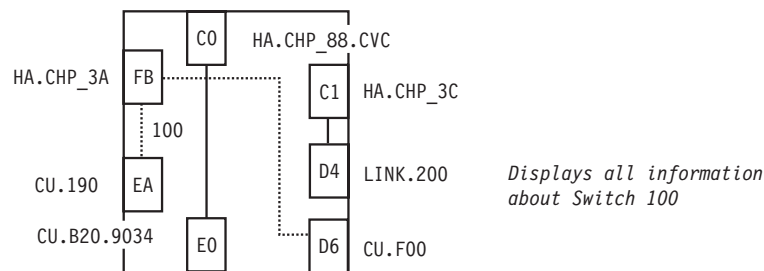 C0
HA.CHP_88.CVC
HA.CHP_3A
FB
C1
HA.CHP_3C
100
CU.190
EA
D4
LINK.200
Displays all information
about Switch 100
CU.B20.9034
E0
D6
CU.F00